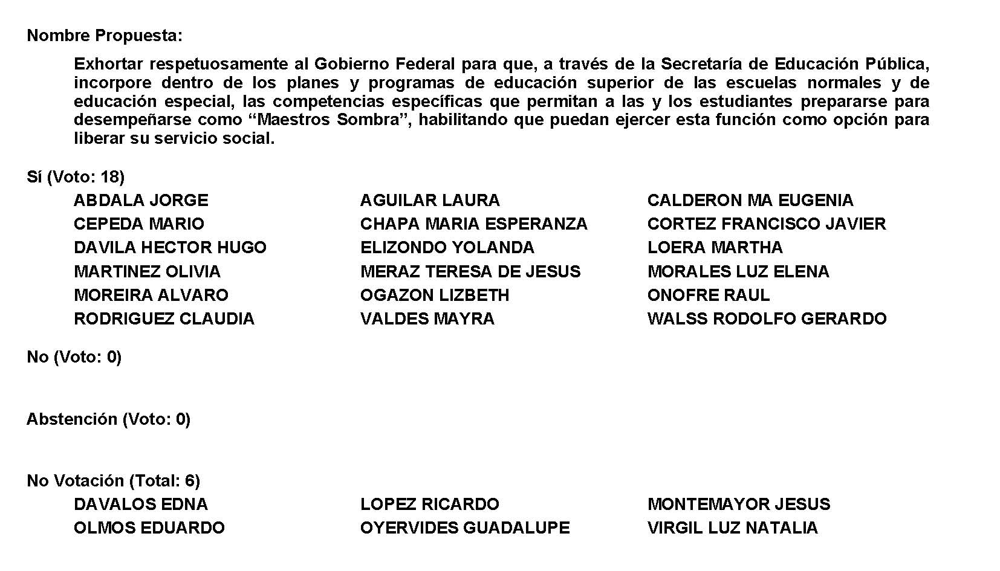 Nombre Propuesta:
Exhortar respetuosamente al Gobierno Federal para que, a través de la Secretaría de Educación Pública,
incorpore dentro de los planes y programas de educación superior de las escuelas normales y de
educación especial, las competencias específicas que permitan a las y los estudiantes prepararse para
desempeñarse como “Maestros Sombra”, habilitando que puedan ejercer esta función como opción para
liberar su servicio social.
Sí (Voto: 18)
ABDALA JORGE AGUILAR LAURA CALDERON MA EUGENIA
CEPEDA MARIO CHAPA MARIA ESPERANZA CORTEZ FRANCISCO JAVIER
DAVILA HECTOR HUGO ELIZONDO YOLANDA LOERA MARTHA
MARTINEZ OLIVIA MERAZ TERESA DE JESUS MORALES LUZ ELENA
MOREIRA ALVARO OGAZON LIZBETH ONOFRE RAUL
RODRIGUEZ CLAUDIA VALDES MAYRA WALSS RODOLFO GERARDO
No (Voto: 0)
Abstención (Voto: 0)
No Votación (Total: 6)
DAVALOS EDNA LOPEZ RICARDO MONTEMAYOR JESUS
OLMOS EDUARDO OYERVIDES GUADALUPE VIRGIL LUZ NATALIA